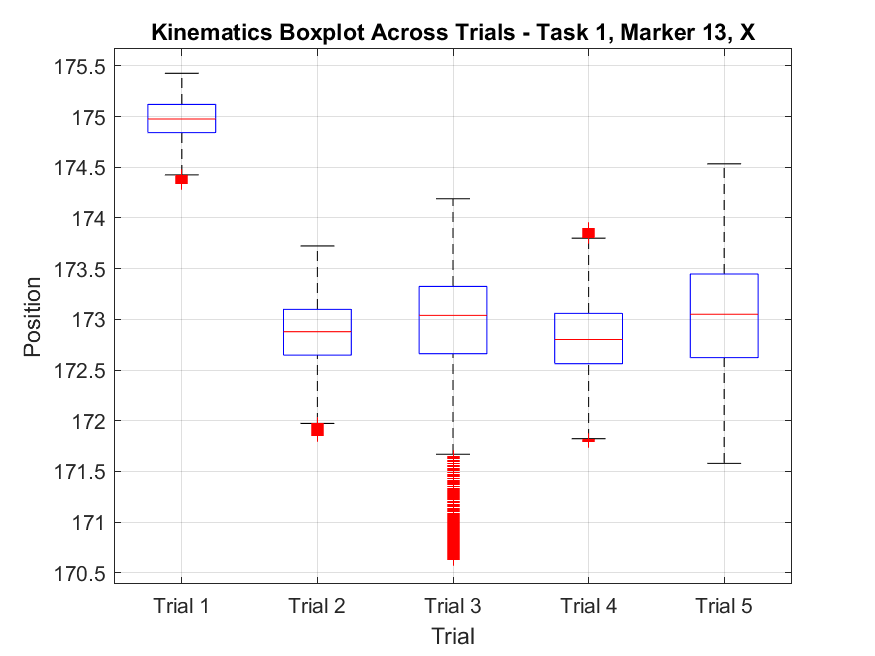 Kinematics Boxplot Across Trials - Task 1, Marker 13, X
175.5
175
174.5
174
173.5
173
172.5
172
171.5
171
170.5
Position
Trial 1 Trial 2 Trial 3 Trial 4 Trial 5
Trial